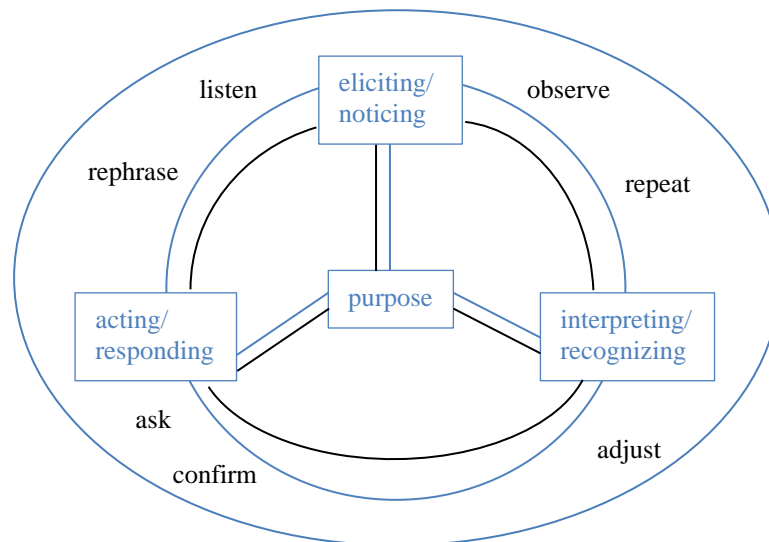 listen
eliciting/
noticing
observe
rephrase
repeat
purpose
acting/
responding
interpreting/
recognizing
ask
confirm
adjust